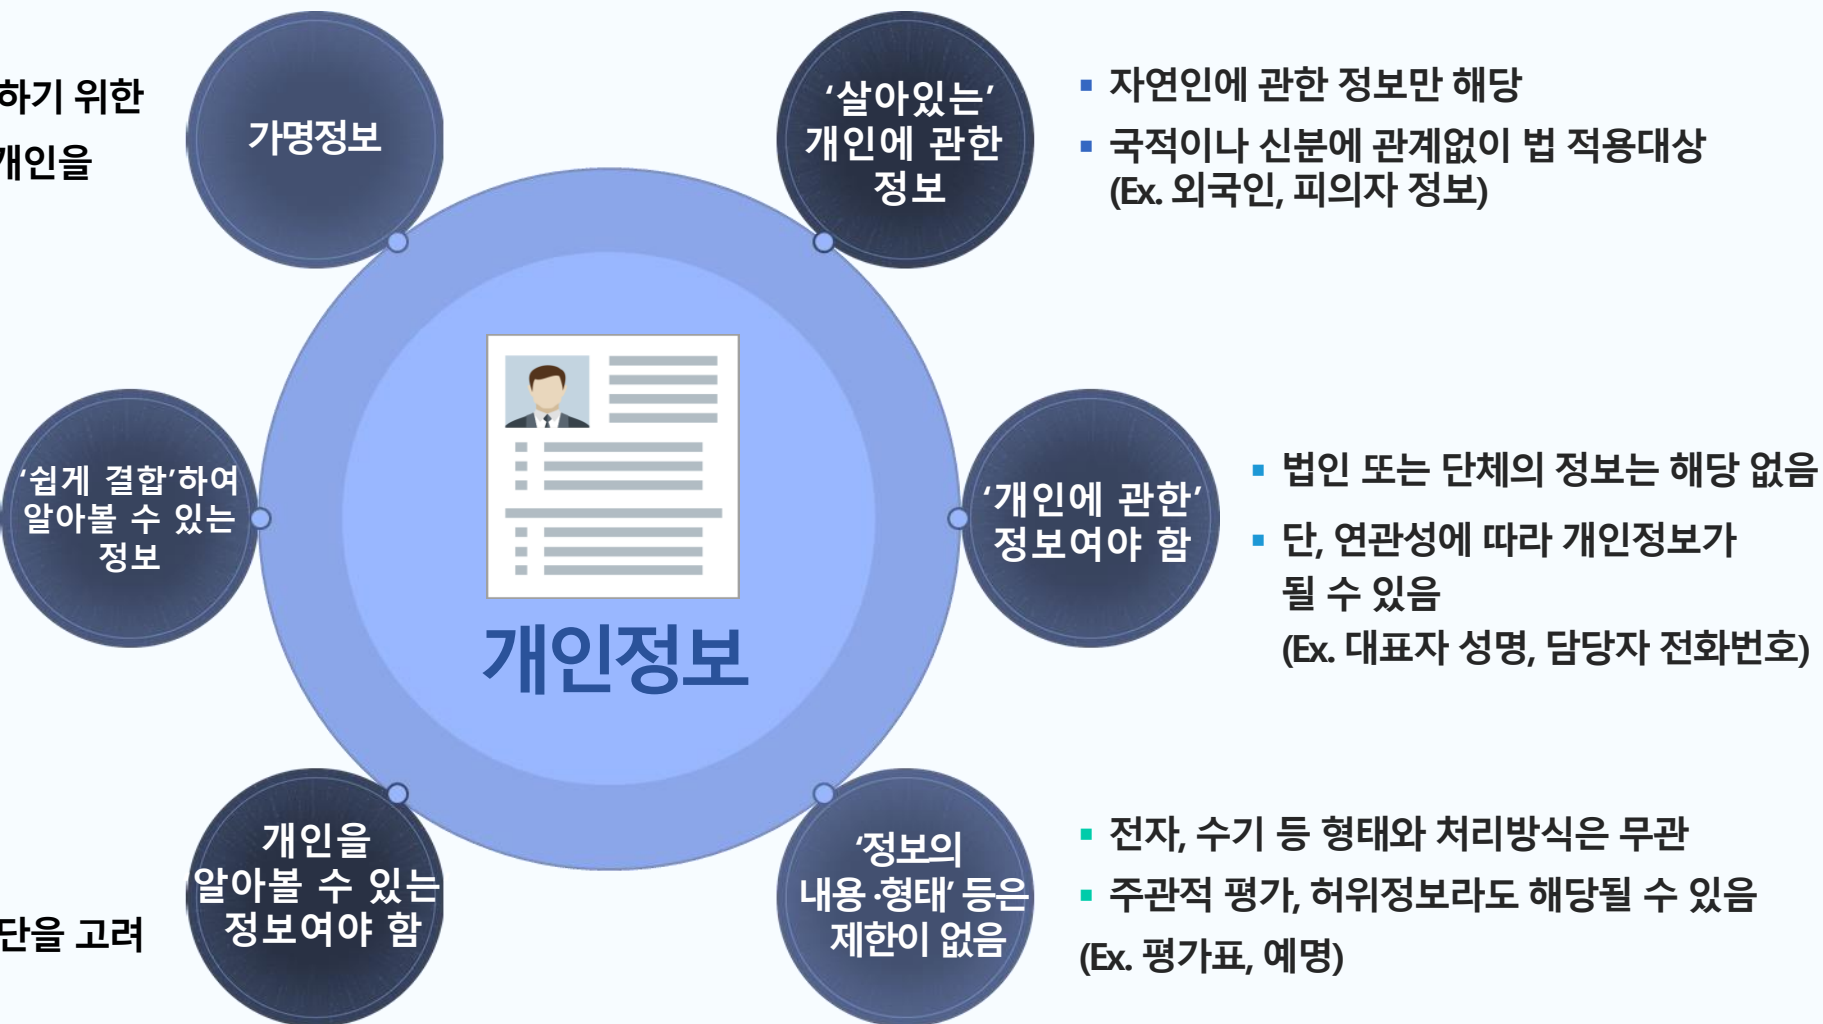 하기 위한
개인을
가명정보
‘살아있는’
개인에 관한
정보
▪ 자연인에 관한 정보만 해당
▪ 국적이나 신분에 관계없이 법 적용대상
(Ex. 외국인, 피의자 정보)
‘쉽게 결합’하여
알아볼 수 있는
정보
개인정보
‘개인에 관한’
정보여야 함
▪ 법인 또는 단체의 정보는 해당 없음
▪ 단, 연관성에 따라 개인정보가
될 수 있음
(Ex. 대표자 성명, 담당자 전화번호)
단을 고려
개인을
알아볼 수 있는
정보여야 함
‘정보의
내용 ·형태’ 등은
제한이 없음
▪ 전자, 수기 등 형태와 처리방식은 무관
▪ 주관적 평가, 허위정보라도 해당될 수 있음
(Ex. 평가표, 예명)